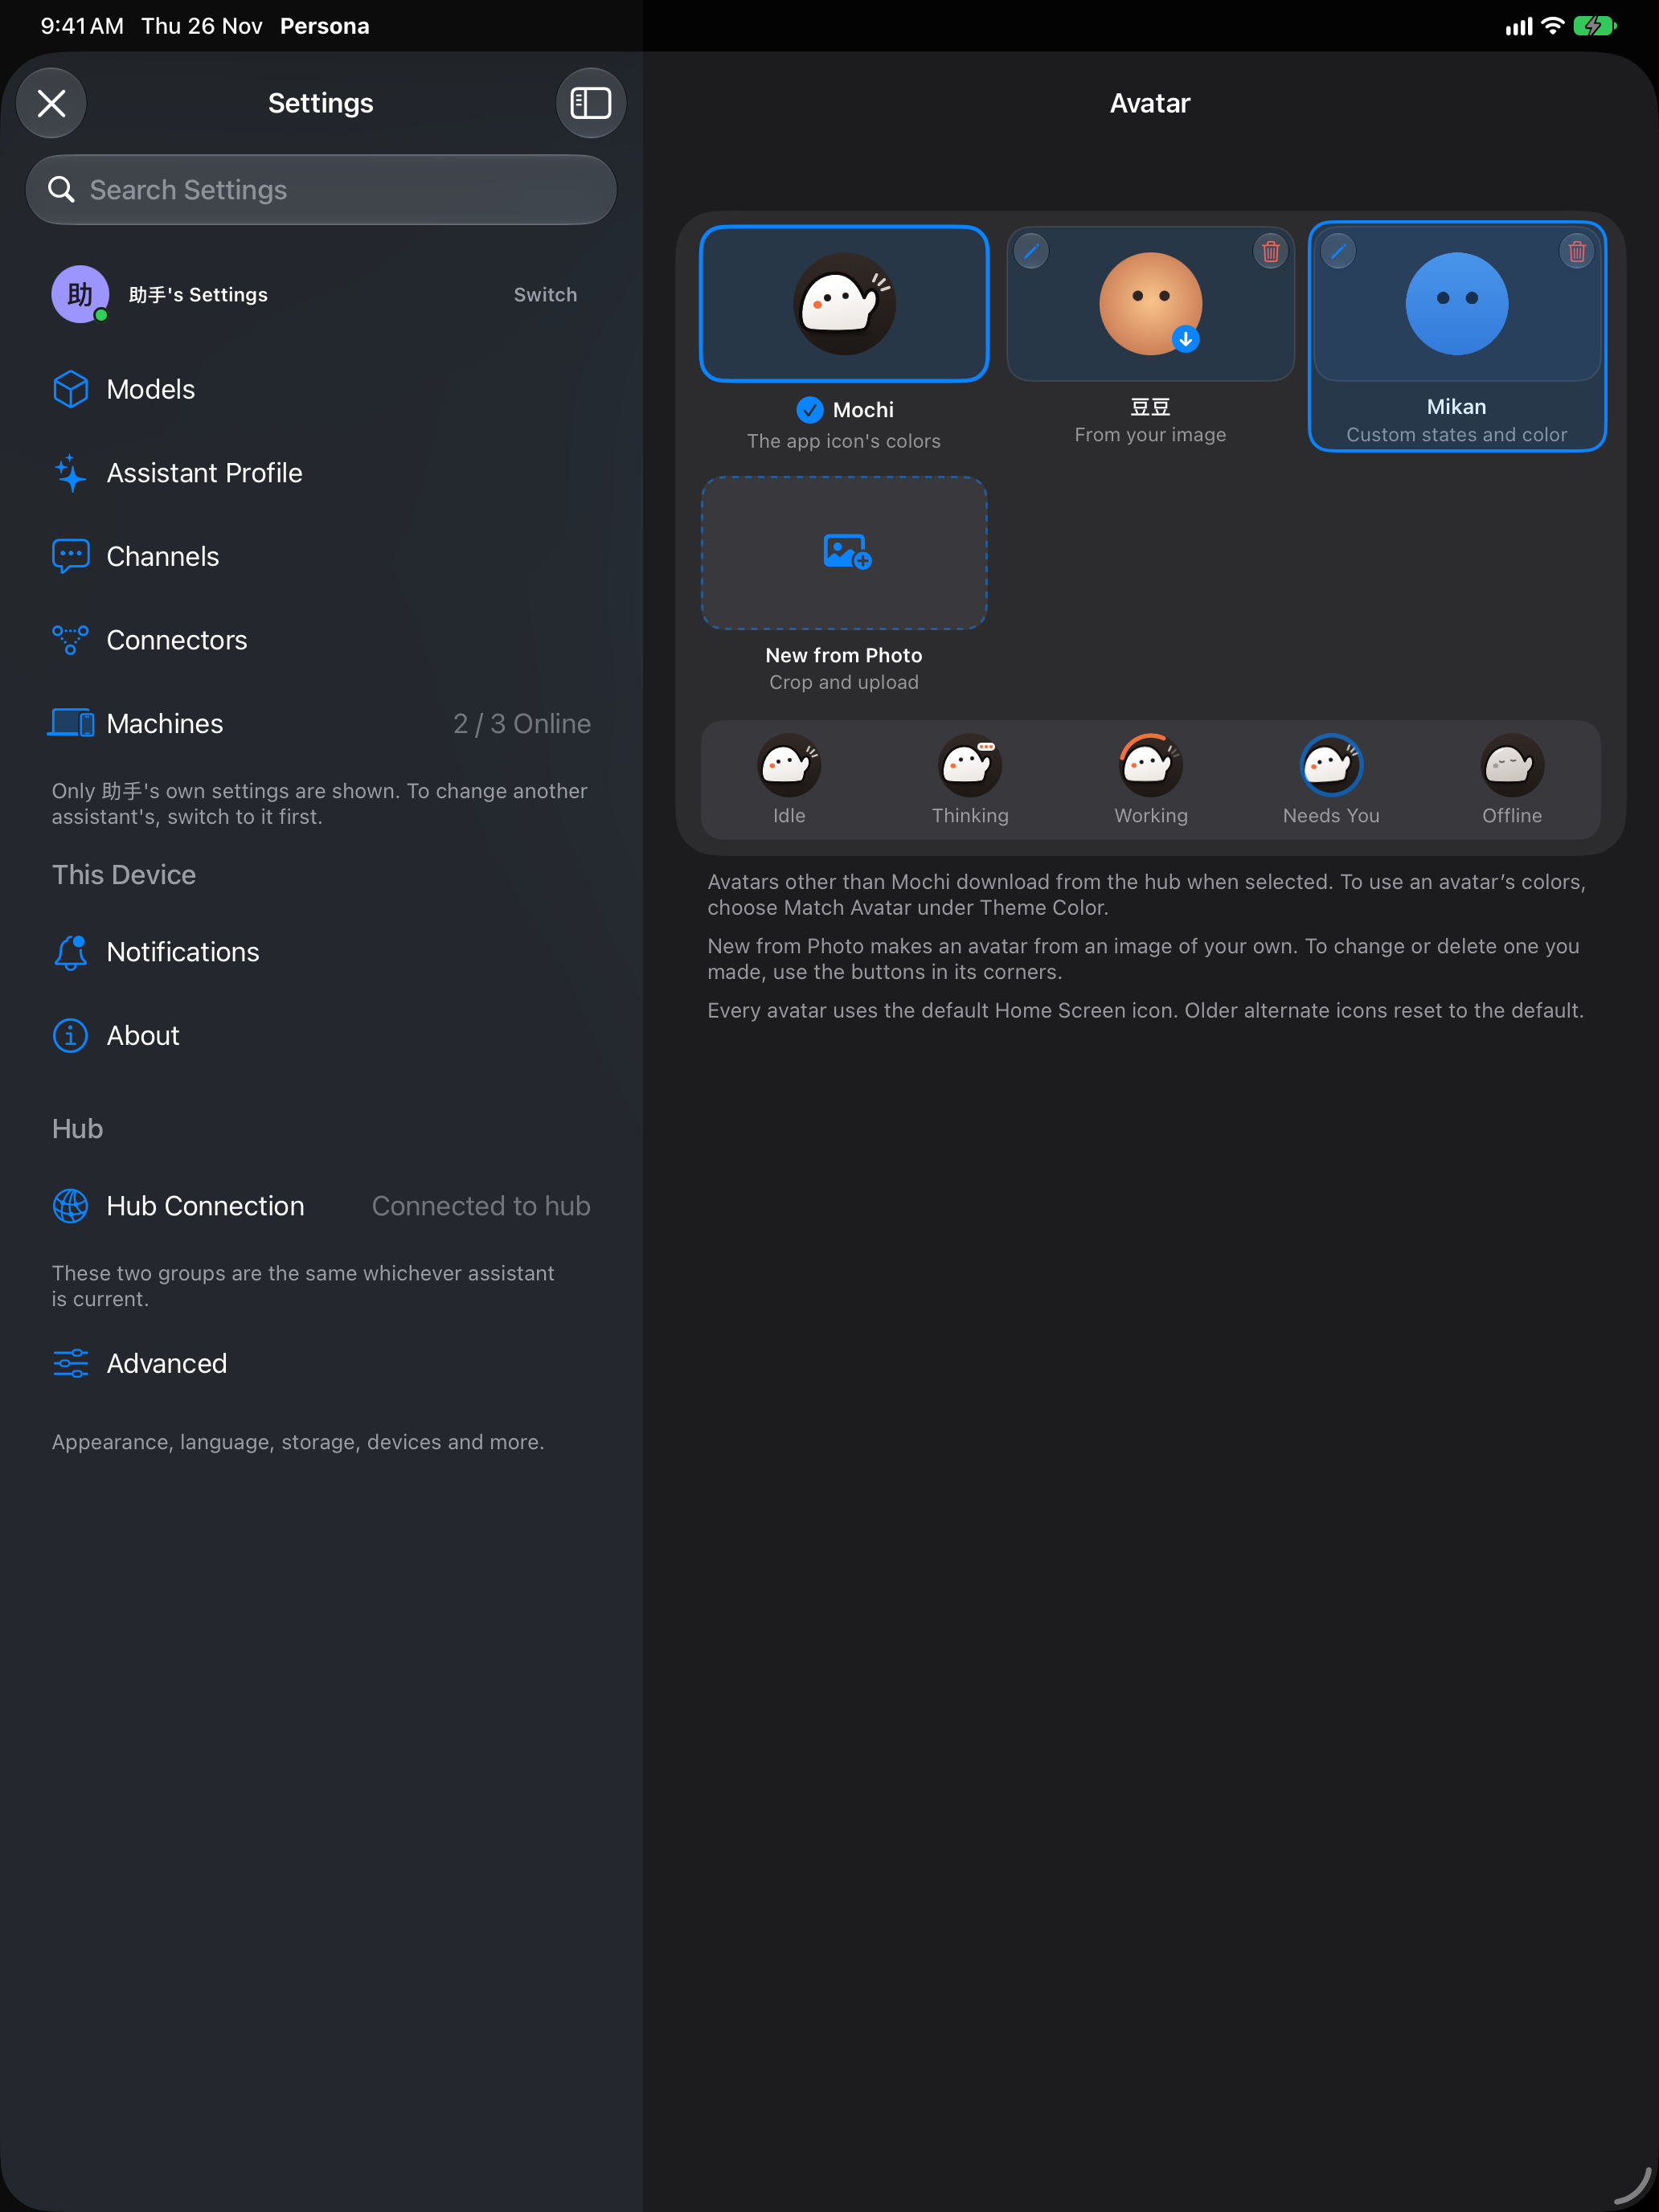 9:41 AM Thu 26 Nov Persona
Settings
Search Settings
助
助手's Settings
Switch
Models
Assistant Profile
Channels
Connectors
Machines
2 / 3 Online
Only 助手's own settings are shown. To change another
assistant's, switch to it first.
This Device
Notifications
About
Hub
Hub Connection
Connected to hub
These two groups are the same whichever assistant
is current.
Advanced
Appearance, language, storage, devices and more.
Avatar
Mochi
The app icon's colors
豆豆
From your image
Mikan
Custom states and color
New from Photo
Crop and upload
Idle
Thinking
Working
Needs You
Offline
Avatars other than Mochi download from the hub when selected. To use an avatar’s colors,
choose Match Avatar under Theme Color.
New from Photo makes an avatar from an image of your own. To change or delete one you
made, use the buttons in its corners.
Every avatar uses the default Home Screen icon. Older alternate icons reset to the default.